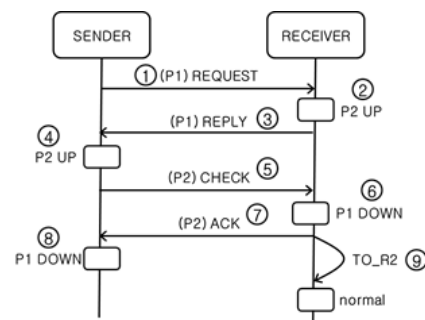 SENDER RECEIVER
① (P1) REQUEST
②
P2 UP
(P1) REPLY ③
④
P2 UP
(P2) CHECK ⑤
⑥
P1 DOWN
(P2) ACK ⑦
⑧
P1 DOWN
TO_R2 ⑨
normal